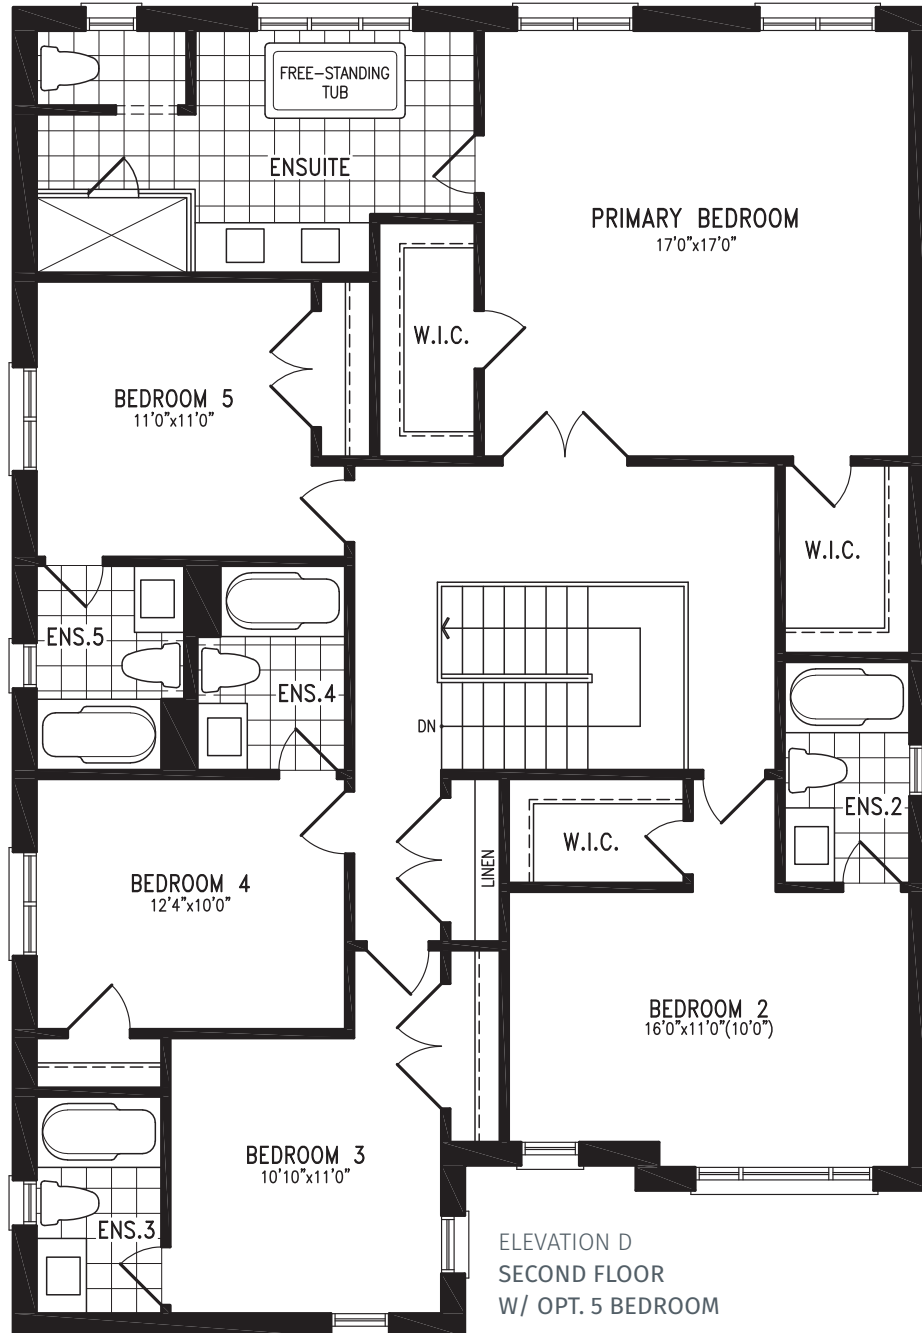 FREE-STANDING
TUB
ENSUITE
PRIMARY BEDROOM
17'0"x17'0"
W.I.C.
BEDROOM 5
11'0"x11'0"
W.I.C.
ENS.5
ENS.4
DN
ENS.2
W.I.C.
LINEN
BEDROOM 4
12'4"x10'0"
BEDROOM 2
16'0"x11'0"(10'0")
BEDROOM 3
10'10"x11'0"
ENS.3
ELEVATION D
SECOND FLOOR
W/ OPT. 5 BEDROOM